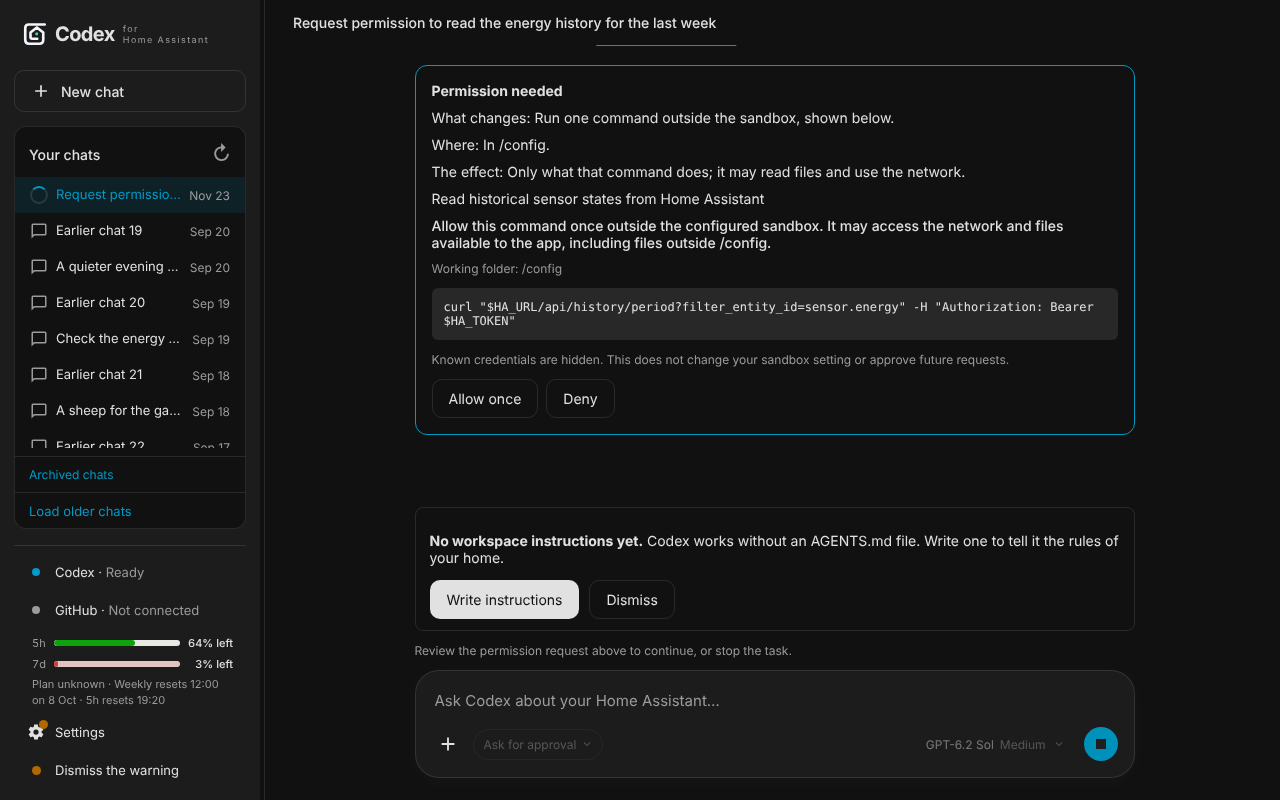 Codex for
Home Assistant
New chat
Your chats
Request permissio... Nov 23
Earlier chat 19 Sep 20
A quieter evening ... Sep 20
Earlier chat 20 Sep 19
Check the energy ... Sep 19
Earlier chat 21 Sep 18
A sheep for the ga... Sep 18
Earlier chat 22 Sep 17
Archived chats
Load older chats
Codex · Ready
GitHub · Not connected
5h 64% left
7d 3% left
Plan unknown · Weekly resets 12:00
on 8 Oct · 5h resets 19:20
Settings
Dismiss the warning
Request permission to read the energy history for the last week
Permission needed
What changes: Run one command outside the sandbox, shown below.
Where: In /config.
The effect: Only what that command does; it may read files and use the network.
Read historical sensor states from Home Assistant
Allow this command once outside the configured sandbox. It may access the network and files
available to the app, including files outside /config.
Working folder: /config
curl "$HA_URL/api/history/period?filter_entity_id=sensor.energy" -H "Authorization: Bearer
$HA_TOKEN"
Known credentials are hidden. This does not change your sandbox setting or approve future requests.
Allow once Deny
No workspace instructions yet. Codex works without an AGENTS.md file. Write one to tell it the rules of
your home.
Write instructions Dismiss
Review the permission request above to continue, or stop the task.
Ask Codex about your Home Assistant...
Ask for approval GPT-6.2 Sol Medium